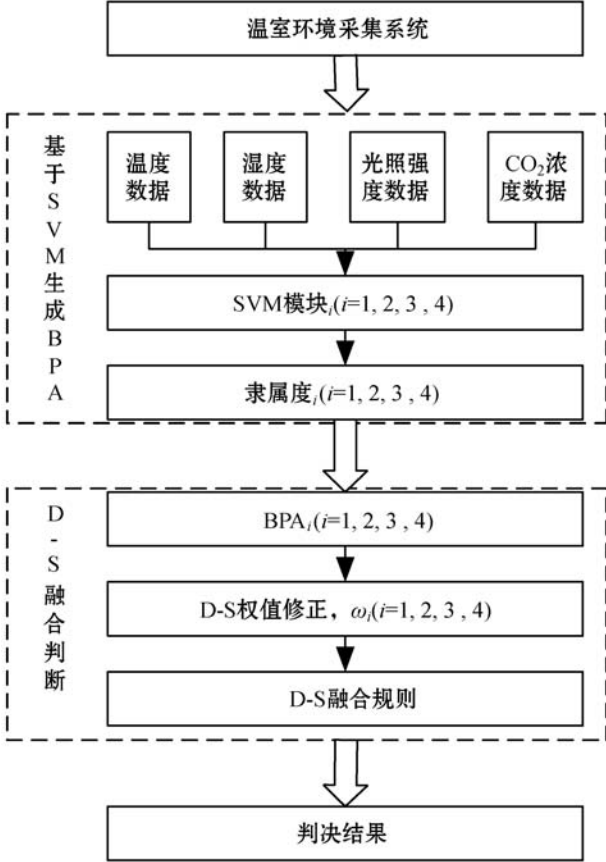 温室环境采集系统
基于SVM生成BPA
温度
数据
湿度
数据
光照强
度数据
CO₂浓
度数据
SVM模块ᵢ(i=1, 2, 3 , 4)
隶属度ᵢ(i=1, 2, 3 , 4)
D-S融合判断
BPAᵢ(i=1, 2, 3 , 4)
D-S权值修正，ωᵢ(i=1, 2, 3 , 4)
D-S融合规则
判决结果